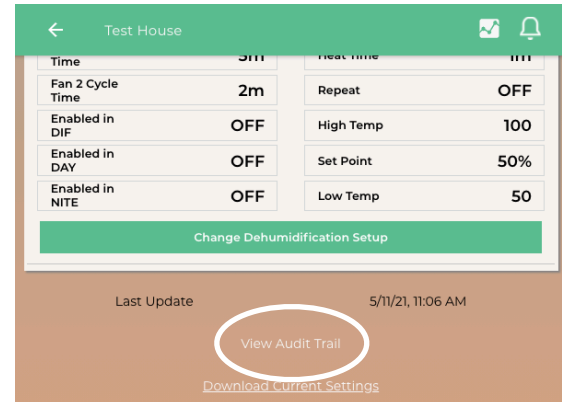 Test House
Time
Fan 2 Cycle
Time
2m
Repeat
OFF
Enabled in
DIF
OFF
High Temp
100
Enabled in
DAY
OFF
Set Point
50%
Enabled in
NITE
OFF
Low Temp
50
Change Dehumidification Setup
Last Update
5/11/21, 11:06 AM
View Audit Trail
Download Current Settings